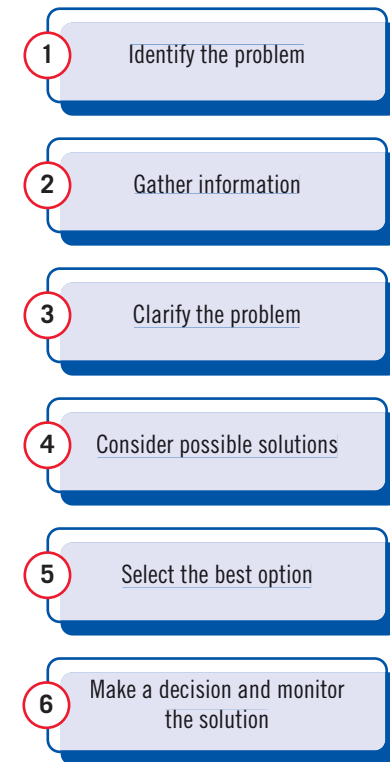 1
Identify the problem
2
Gather information
3
Clarify the problem
4
Consider possible solutions
5
Select the best option
6
Make a decision and monitor
the solution